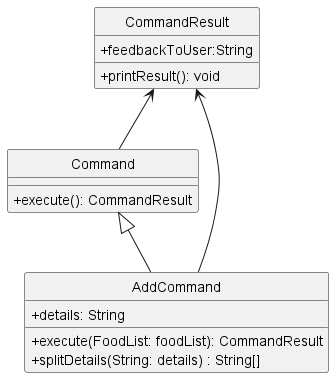 CommandResult
+feedbackToUser:String
+printResult(): void
Command
+execute(): CommandResult
AddCommand
+details: String
+execute(FoodList: foodList): CommandResult
+splitDetails(String: details) : String[]